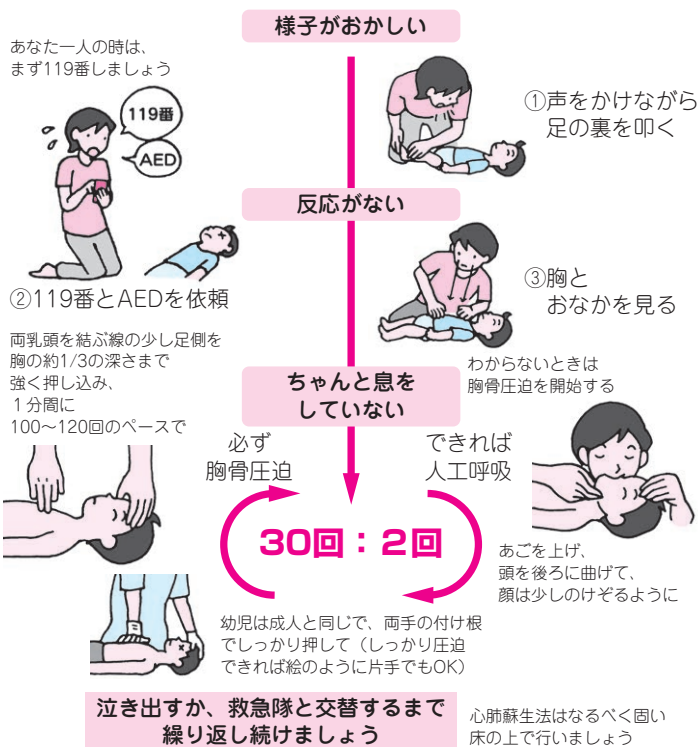 様子がおかしい
あなた一人の時は、
まず119番しましょう
119番
AED
①声をかけながら
足の裏を叩く
反応がない
②119番とAEDを依頼
③胸と
おなかを見る
両乳頭を結ぶ線の少し足側を
胸の約1/3の深さまで
強く押し込み、
1分間に
100～120回のペースで
わからないときは
胸骨圧迫を開始する
ちゃんと息を
していない
必ず
胸骨圧迫
できれば
人工呼吸
30回：2回
あごを上げ、
頭を後ろに曲げて、
顔は少しのけぞるように
幼児は成人と同じで、両手の付け根
でしっかり押して（しっかり圧迫
できれば絵のように片手でもOK）
泣き出すか、救急隊と交替するまで
繰り返し続けましょう
心肺蘇生法はなるべく固い
床の上で行いましょう